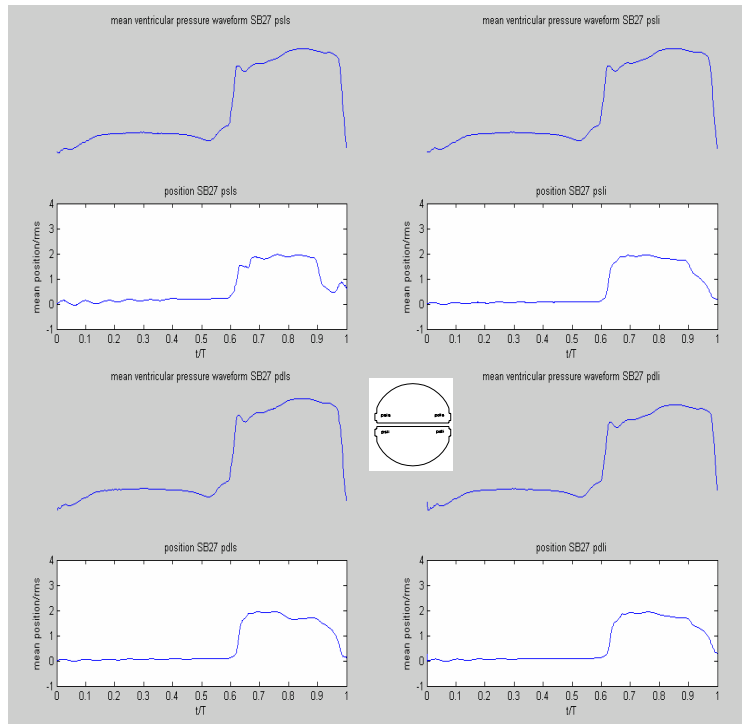 mean ventricular pressure waveform SB27 psls
mean ventricular pressure waveform SB27 psli
position SB27 psls
4
3
2
1
0
-1
mean position/rms
0 0.1 0.2 0.3 0.4 0.5 0.6 0.7 0.8 0.9 1
t/T
position SB27 psli
4
3
2
1
0
-1
mean position/rms
0 0.1 0.2 0.3 0.4 0.5 0.6 0.7 0.8 0.9 1
t/T
mean ventricular pressure waveform SB27 pdls
mean ventricular pressure waveform SB27 pdli
position SB27 pdls
4
3
2
1
0
-1
mean position/rms
0 0.1 0.2 0.3 0.4 0.5 0.6 0.7 0.8 0.9 1
t/T
position SB27 pdli
4
3
2
1
0
-1
mean position/rms
0 0.1 0.2 0.3 0.4 0.5 0.6 0.7 0.8 0.9 1
t/T